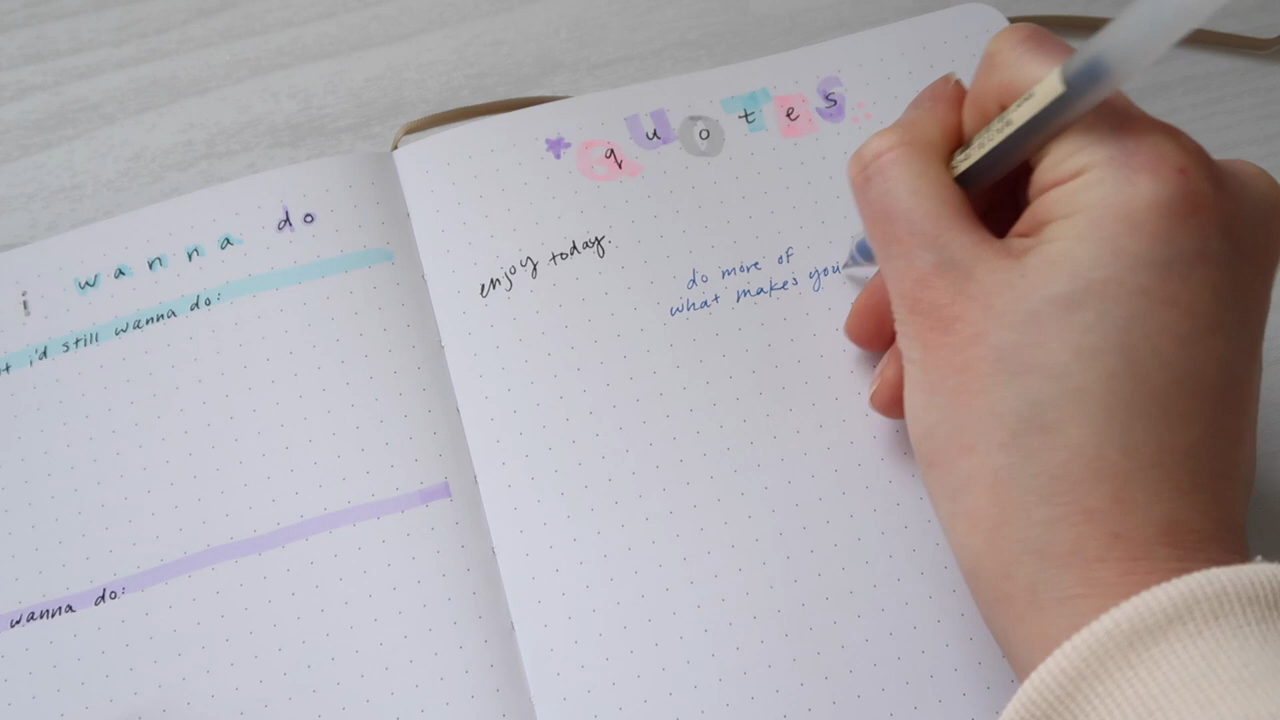 i wanna do
i'd still wanna do:
wanna do:
* quotes
enjoy today.
do more of
what makes you